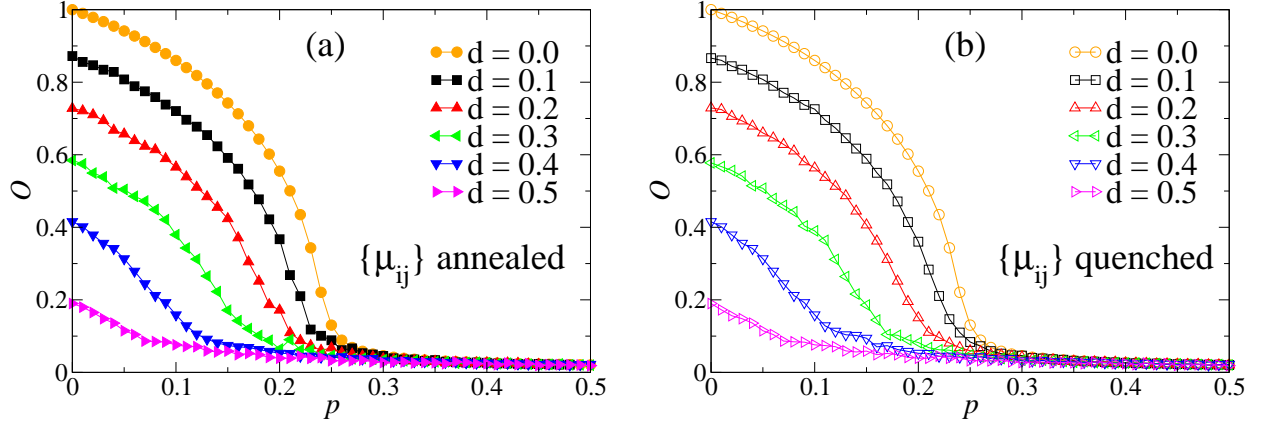 (a)
O
1
0.8
0.6
0.4
0.2
0
d = 0.0
d = 0.1
d = 0.2
d = 0.3
d = 0.4
d = 0.5
{μij} annealed
0 0.1 0.2 0.3 0.4 0.5
p
(b)
O
1
0.8
0.6
0.4
0.2
0
d = 0.0
d = 0.1
d = 0.2
d = 0.3
d = 0.4
d = 0.5
{μij} quenched
0 0.1 0.2 0.3 0.4 0.5
p